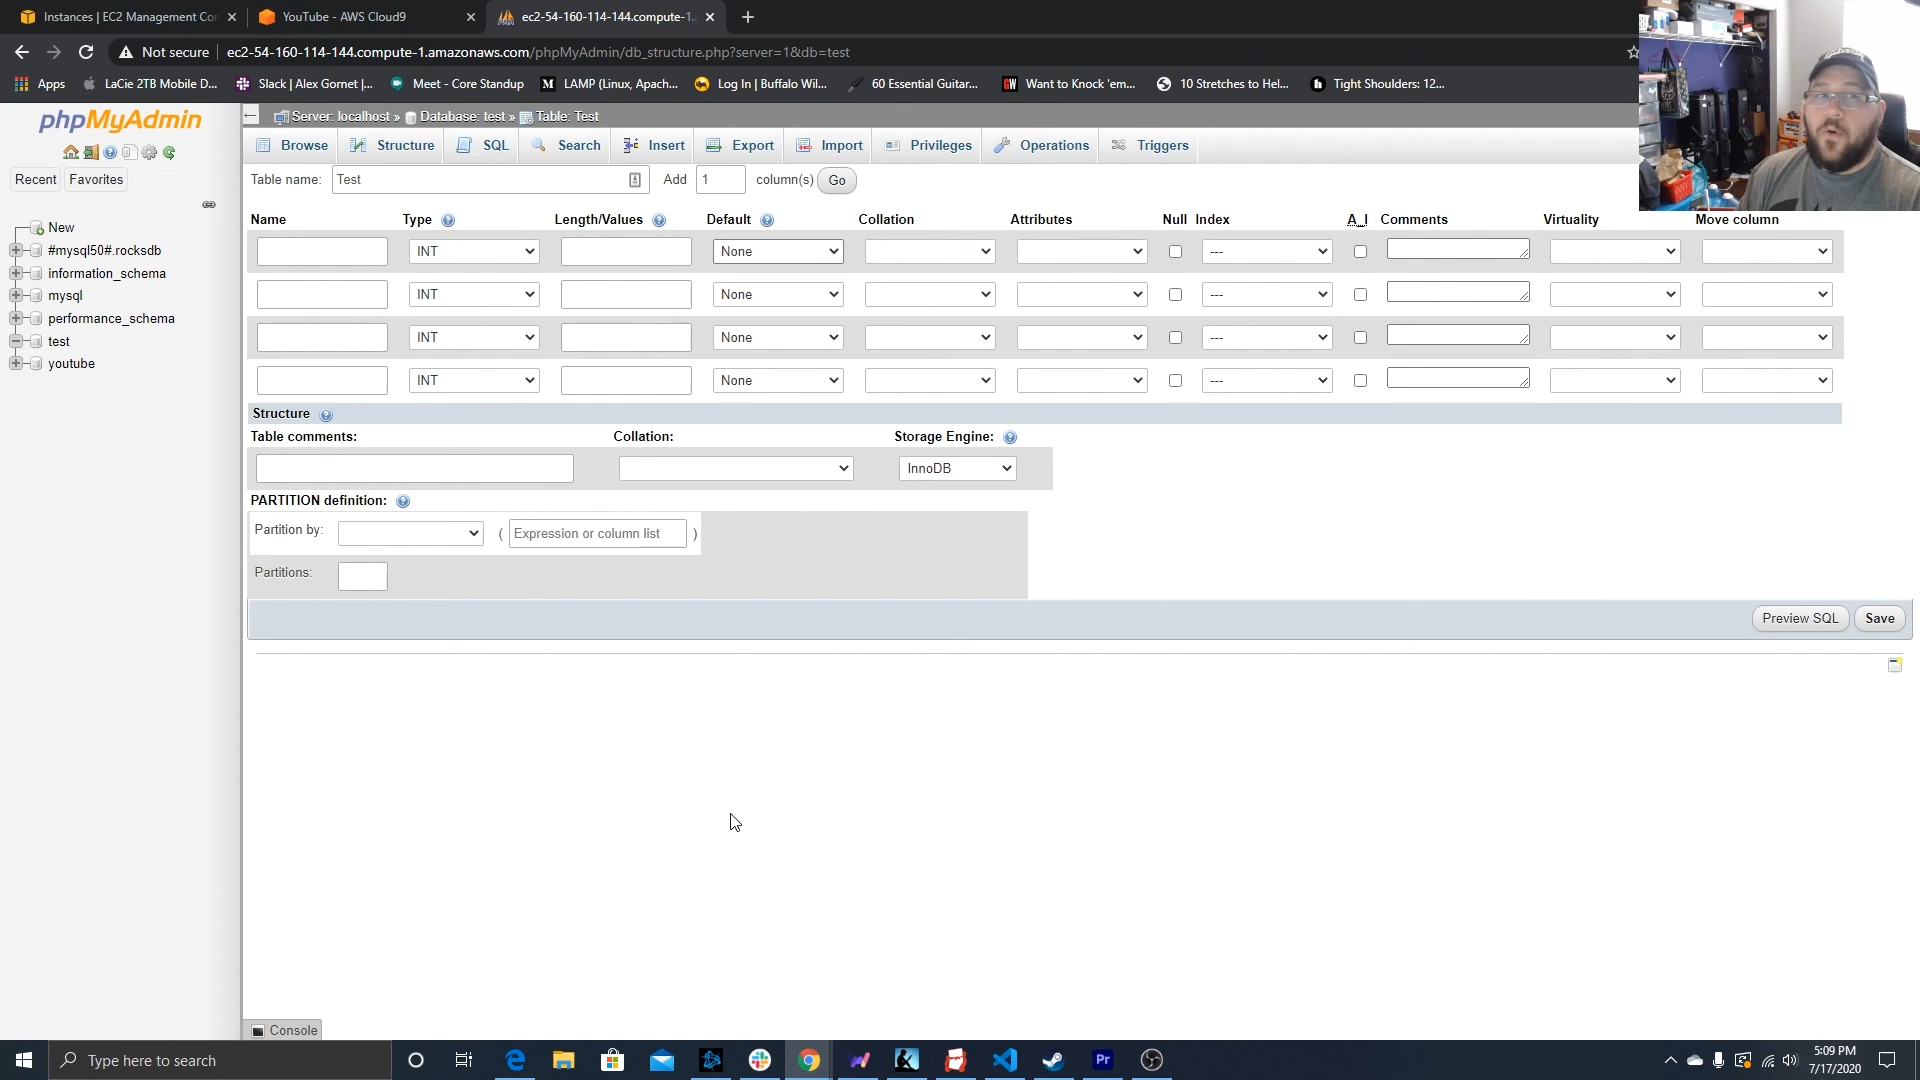 Instances | EC2 Management Cor
YouTube - AWS Cloud9
ec2-54-160-114-144.compute-1.
Not secure
ec2-54-160-114-144.compute-1.amazonaws.com/phpMyAdmin/db_structure.php?server=1&db=test
Apps
LaCie 2TB Mobile D...
Slack | Alex Gornet |...
Meet - Core Standup
LAMP (Linux, Apach...
Log In | Buffalo Wil...
60 Essential Guitar...
Want to Knock 'em...
10 Stretches to Hel...
Tight Shoulders: 12...
phpMyAdmin
Server: localhost » Database: test » Table: Test
Browse
Structure
SQL
Search
Insert
Export
Import
Privileges
Operations
Triggers
Recent Favorites
Table name: Test Add 1 column(s) Go
Name Type Length/Values Default Collation Attributes Null Index A_I Comments Virtuality Move column
INT None ---
INT None ---
INT None ---
INT None ---
New
#mysql50#.rocksdb
information_schema
mysql
performance_schema
test
youtube
Structure
Table comments: Collation: Storage Engine:
InnoDB
PARTITION definition:
Partition by: ( Expression or column list )
Partitions:
Preview SQL Save
Console
Type here to search
Pr
5:09 PM
7/17/2020